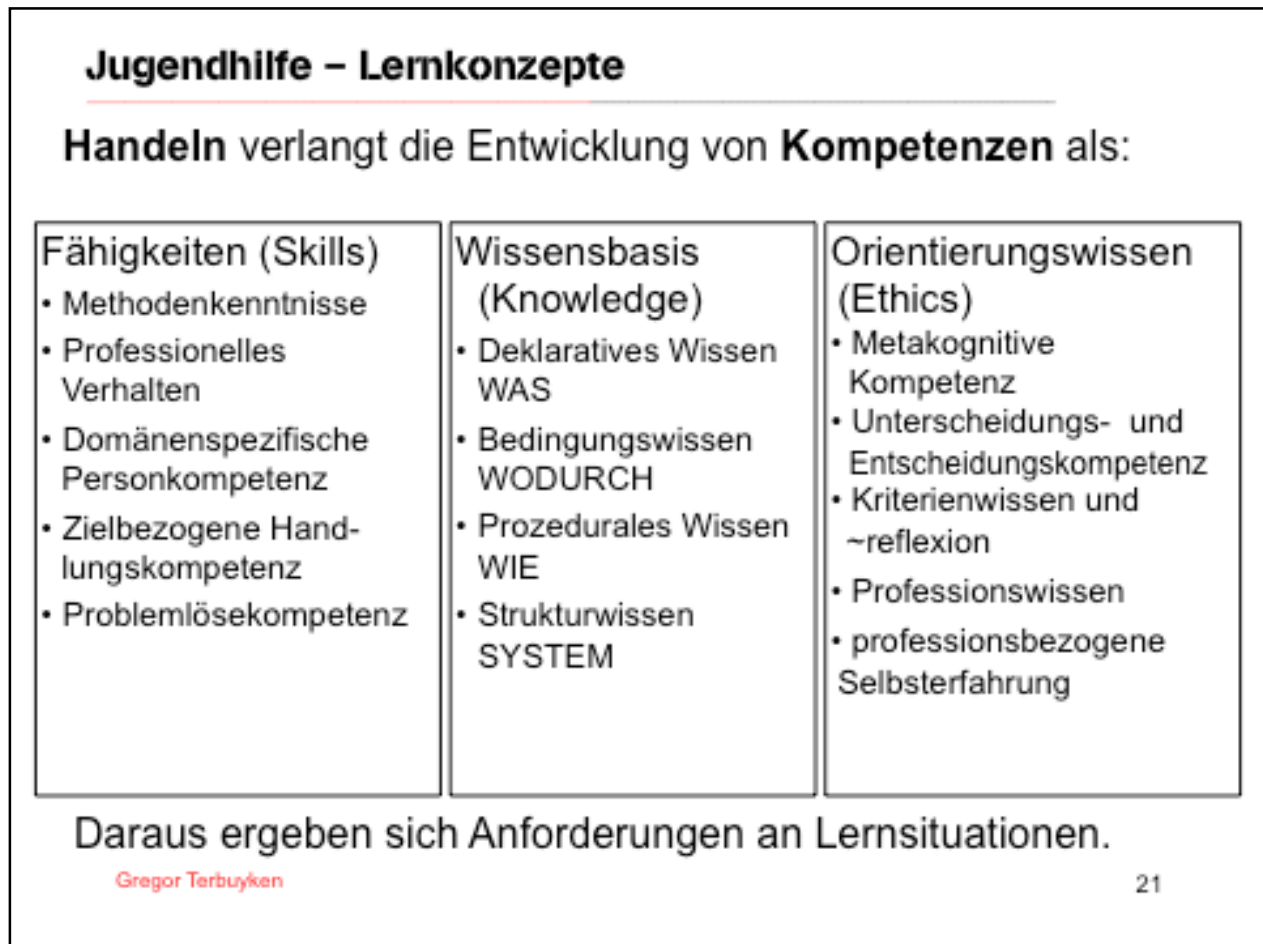 Jugendhilfe – Lernkonzepte
Handeln verlangt die Entwicklung von Kompetenzen als:
Fähigkeiten (Skills)
• Methodenkenntnisse
• Professionelles
Verhalten
• Domänenspezifische
Personkompetenz
• Zielbezogene Hand-
lungskompetenz
• Problemlösekompetenz
Wissensbasis
(Knowledge)
• Deklaratives Wissen
WAS
• Bedingungswissen
WODURCH
• Prozedurales Wissen
WIE
• Strukturwissen
SYSTEM
Orientierungswissen
(Ethics)
• Metakognitive
Kompetenz
• Unterscheidungs- und
Entscheidungskompetenz
• Kriterienwissen und
~reflexion
• Professionswissen
• professionsbezogene
Selbsterfahrung
Daraus ergeben sich Anforderungen an Lernsituationen.
Gregor Terbuyken
21